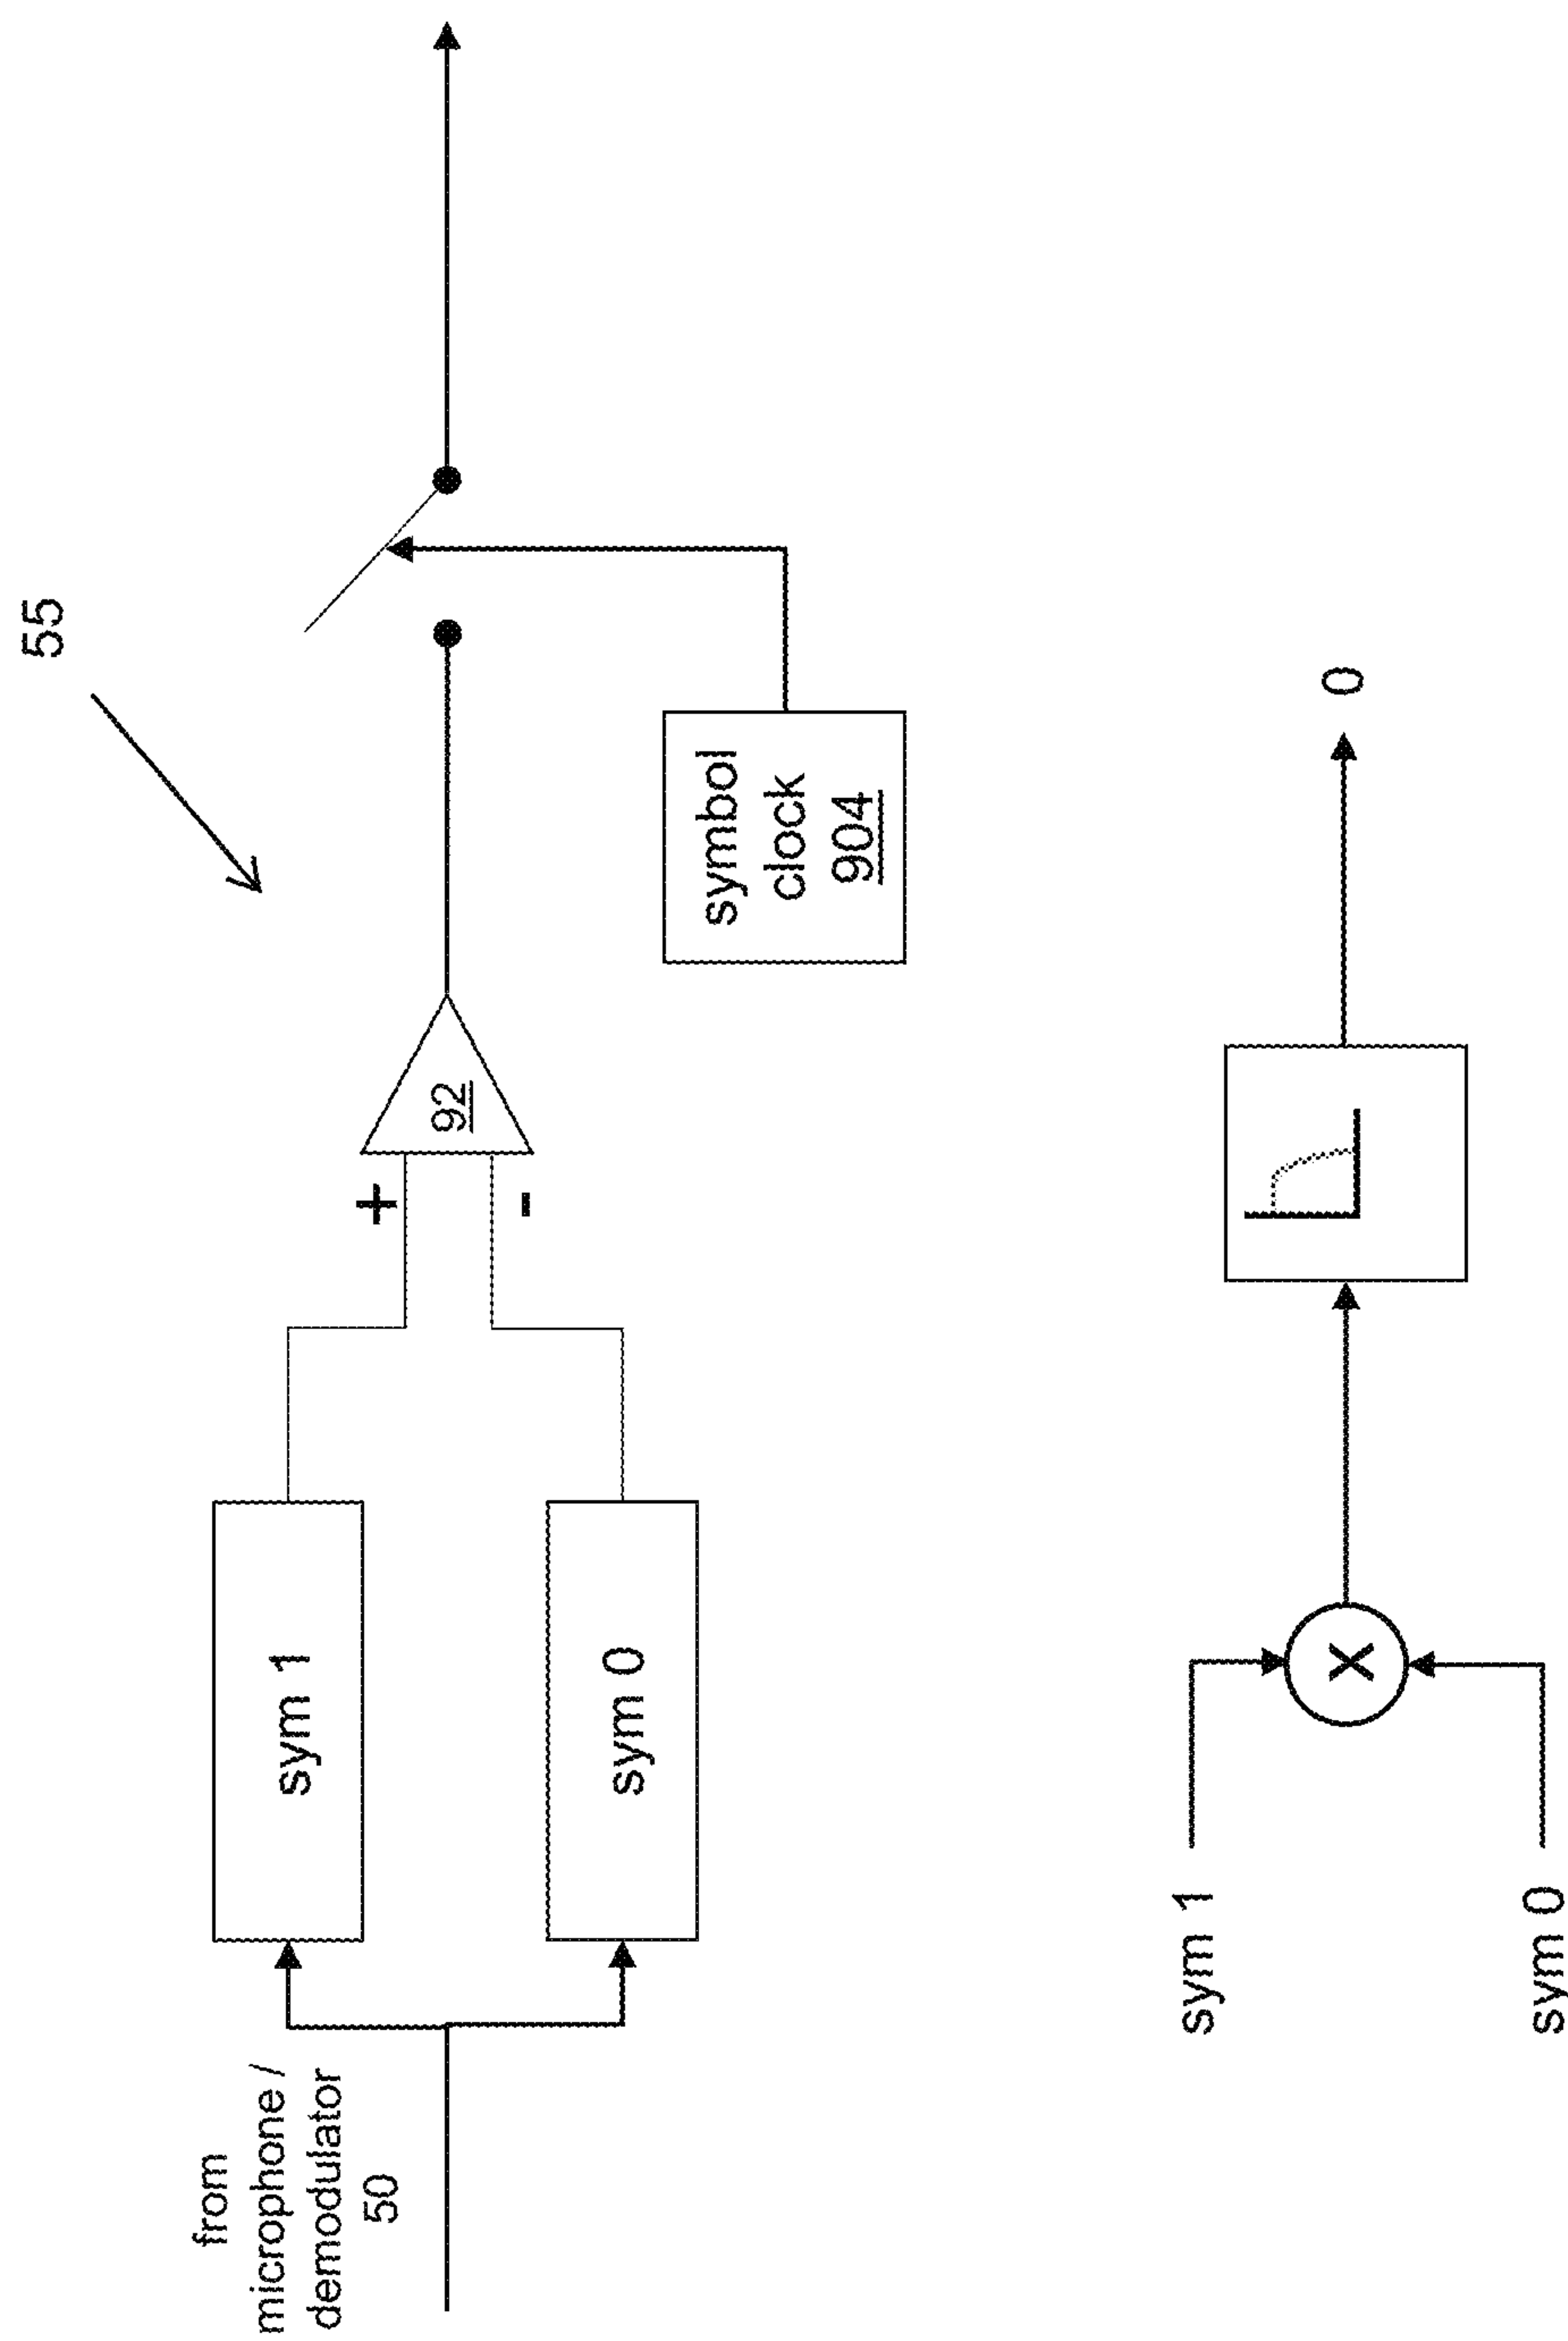 55
from
microphone /
demodulator
50
sym 1
sym 0
+
-
92
symbol
clock
904
sym 1
sym 0
X
0